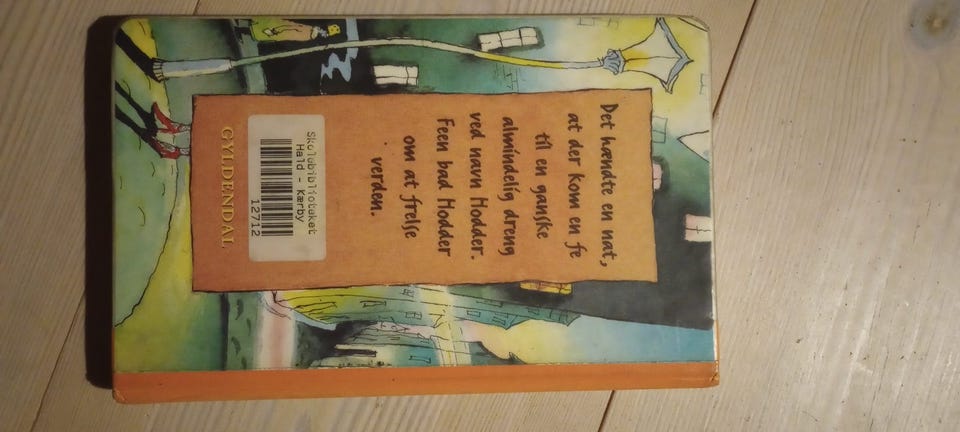 Det hændte en nat,
at der kom en fe
til en ganske
almindelig dreng
ved navn Hodder.
Feen bad Hodder
om at frelse
verden.
Skolebiblioteket
Hald - Kærby
12712
GYLDENDAL